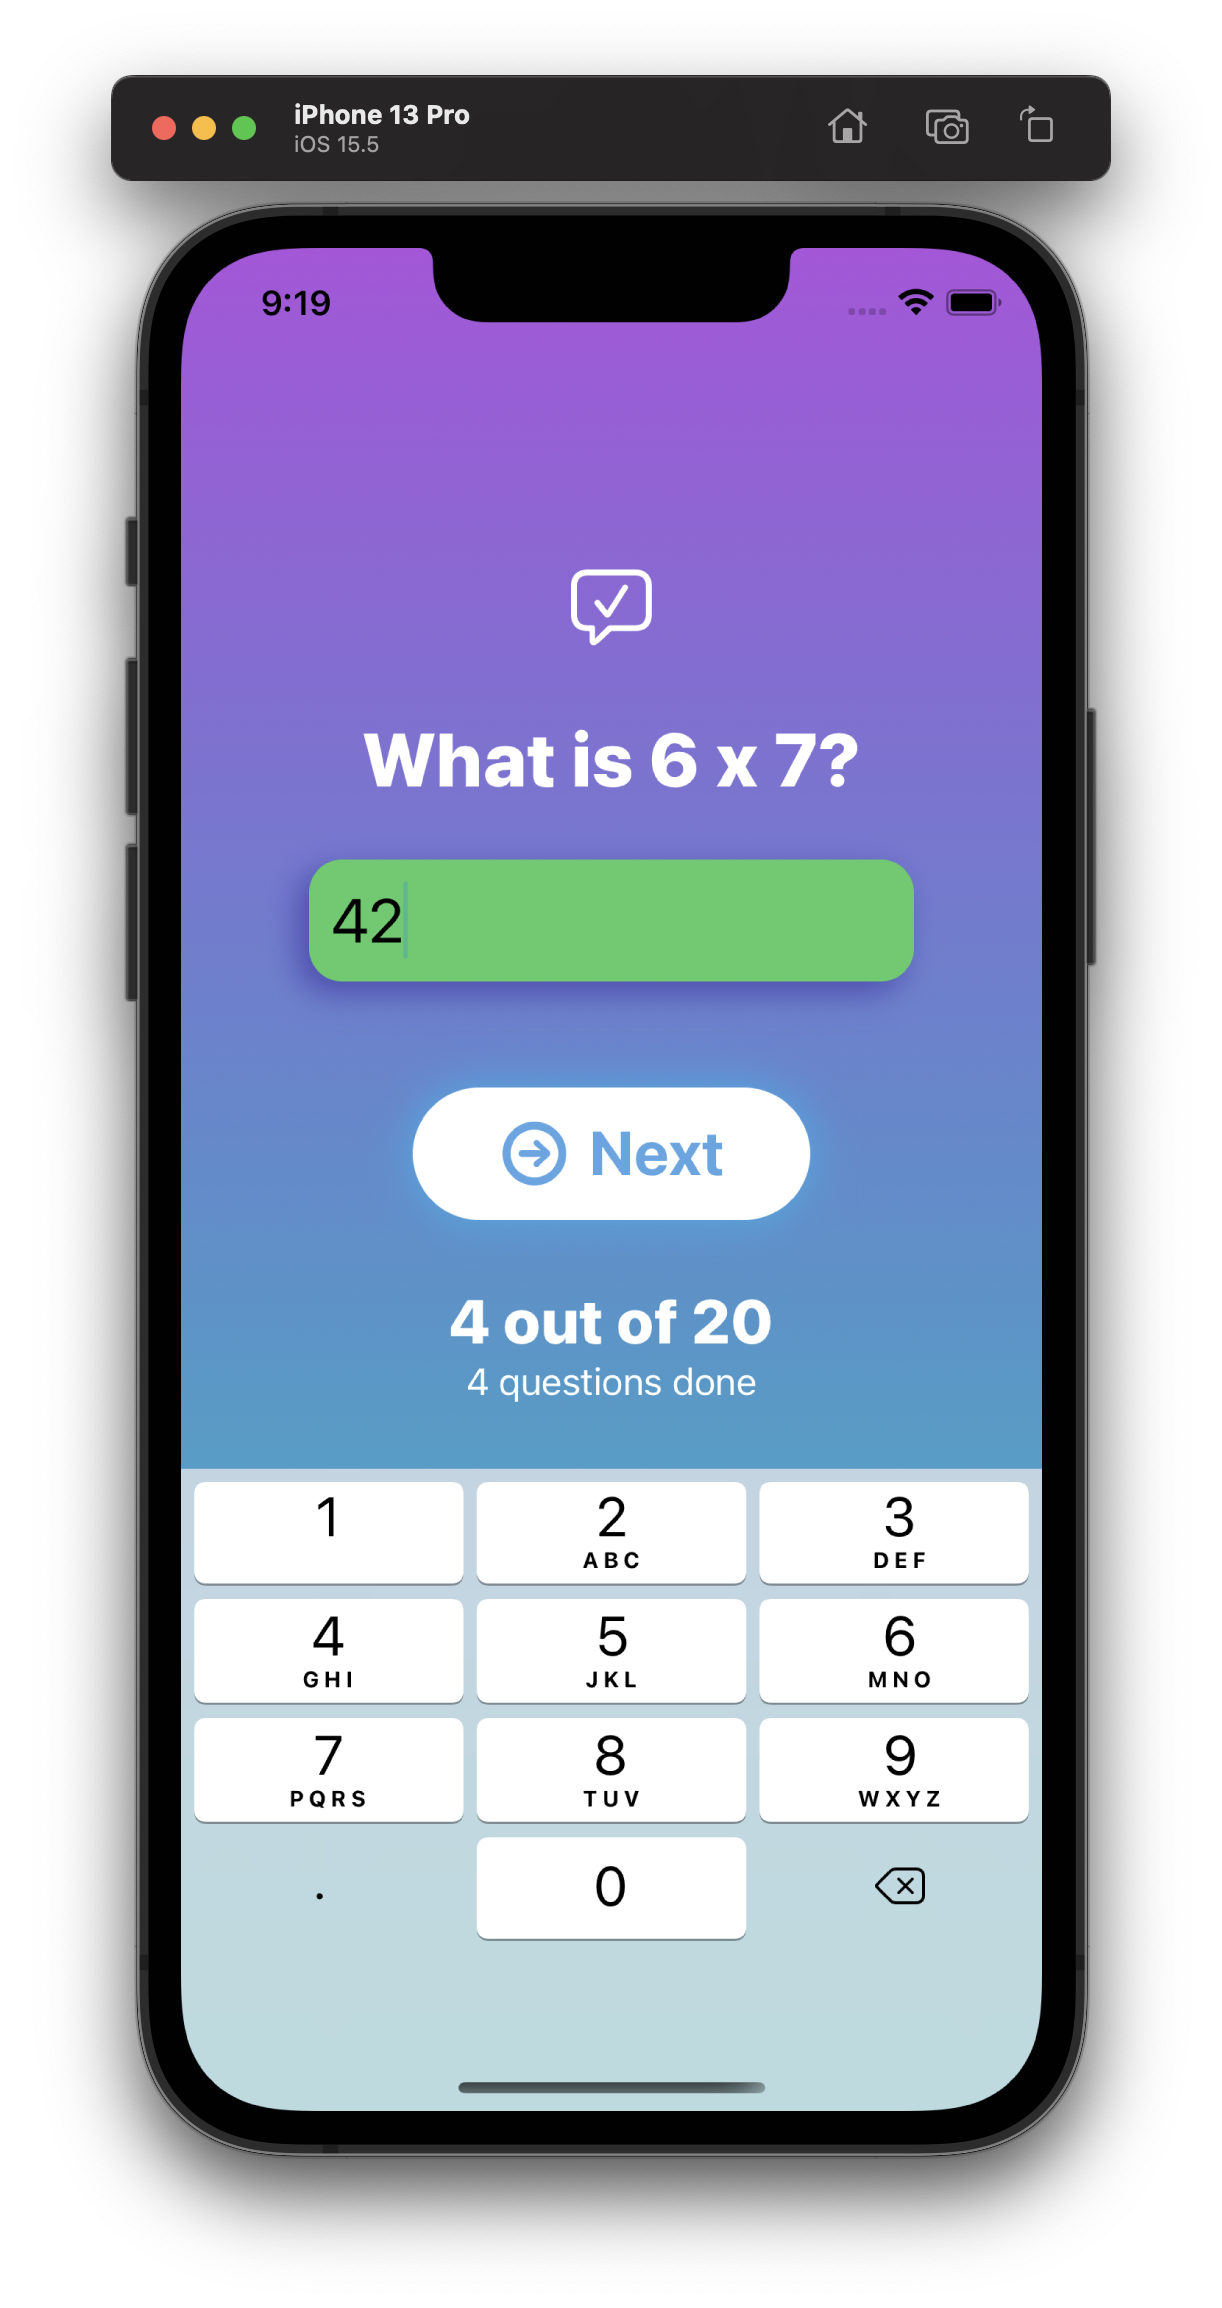 iPhone 13 Pro
iOS 15.5
9:19
What is 6 x 7?
42
Next
4 out of 20
4 questions done
1
2
ABC
3
DEF
4
GHI
5
JKL
6
MNO
7
PQRS
8
TUV
9
WXYZ
.
0